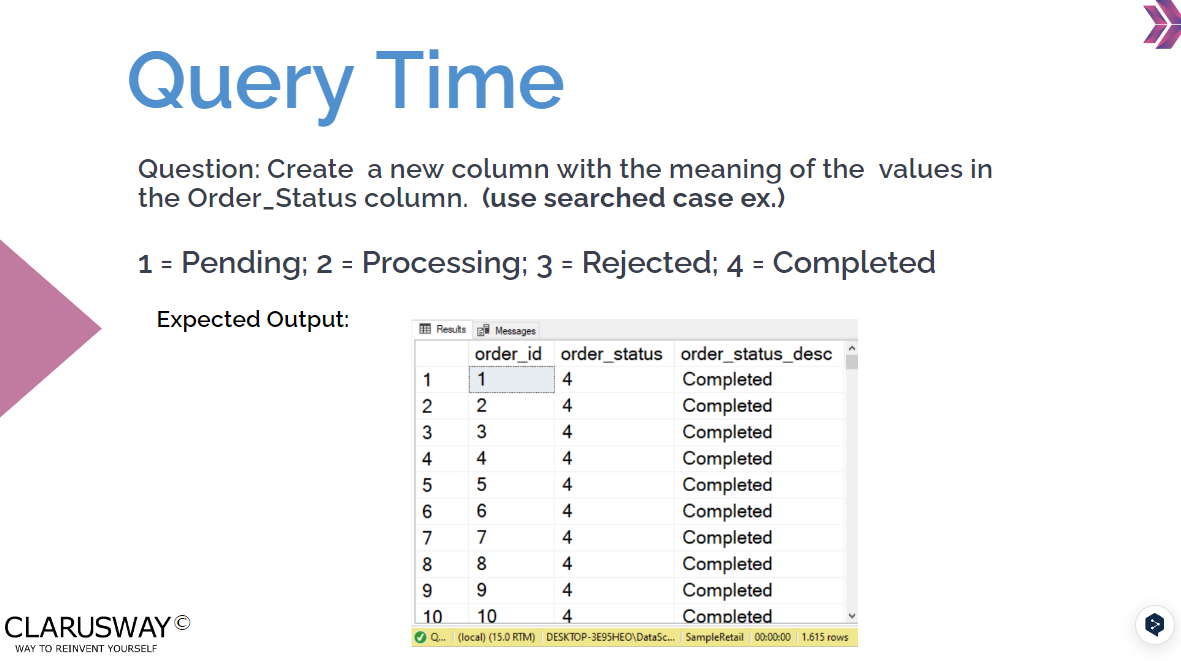 Query Time
Question: Create  a new column with the meaning of the  values in
the Order_Status column.  (use searched case ex.)
1 = Pending; 2 = Processing; 3 = Rejected; 4 = Completed
Expected Output:
Results Messages
order_id order_status order_status_desc
1 1 4 Completed
2 2 4 Completed
3 3 4 Completed
4 4 4 Completed
5 5 4 Completed
6 6 4 Completed
7 7 4 Completed
8 8 4 Completed
9 9 4 Completed
10 10 4 Completed
Q... (local) (15.0 RTM) DESKTOP-3E95HEO\DataSc... SampleRetail 00:00:00 1.615 rows
CLARUSWAY©
WAY TO REINVENT YOURSELF